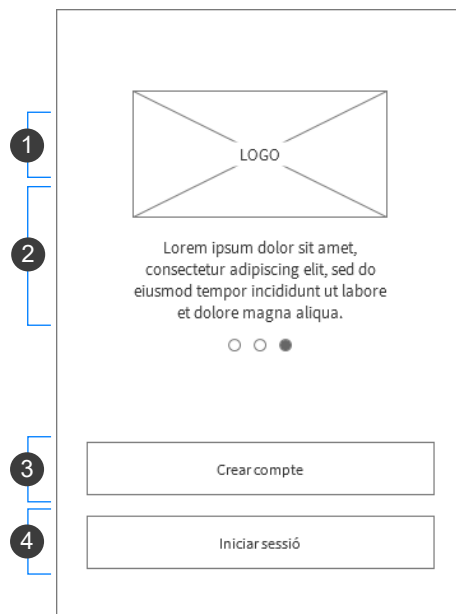 1
LOGO
2
Lorem ipsum dolor sit amet,
consectetur adipiscing elit, sed do
eiusmod tempor incididunt ut labore
et dolore magna aliqua.
3
Crear compte
4
Iniciar sessió